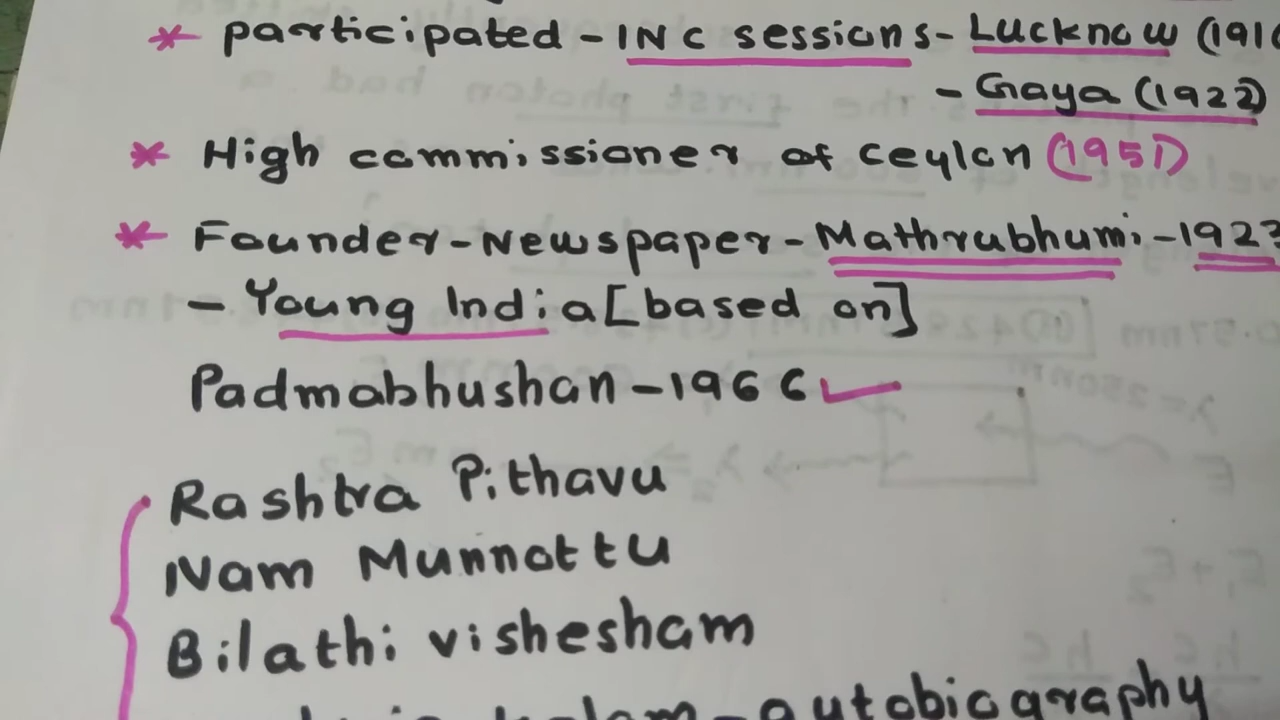 * participated - INC sessions - Lucknow (191
- Gaya (1922)
* High commissioner of ceylon (1951)
* Founder - Newspaper - Mathrubhumi - 192
- Young India [based on]
Padmabhushan - 1966
Rashtra Pithavu
Nam Munnottu
Bilathi vishesham
- autobiography